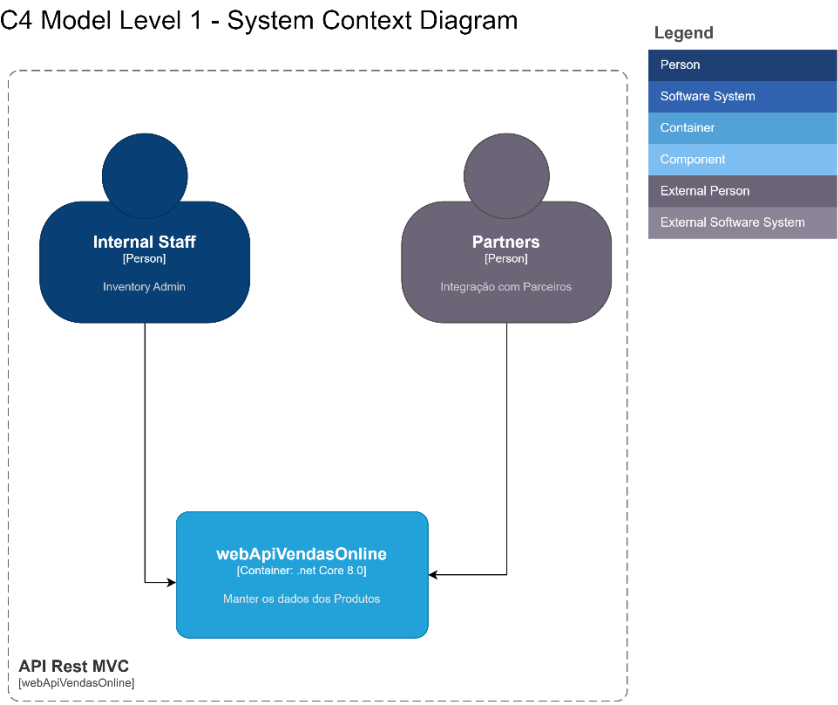 C4 Model Level 1 - System Context Diagram
Legend
Person
Software System
Container
Component
External Person
External Software System
Internal Staff
[Person]
Inventory Admin
Partners
[Person]
Integração com Parceiros
webApiVendasOnline
[Container: .net Core 8.0]
Manter os dados dos Produtos
API Rest MVC
[webApiVendasOnline]